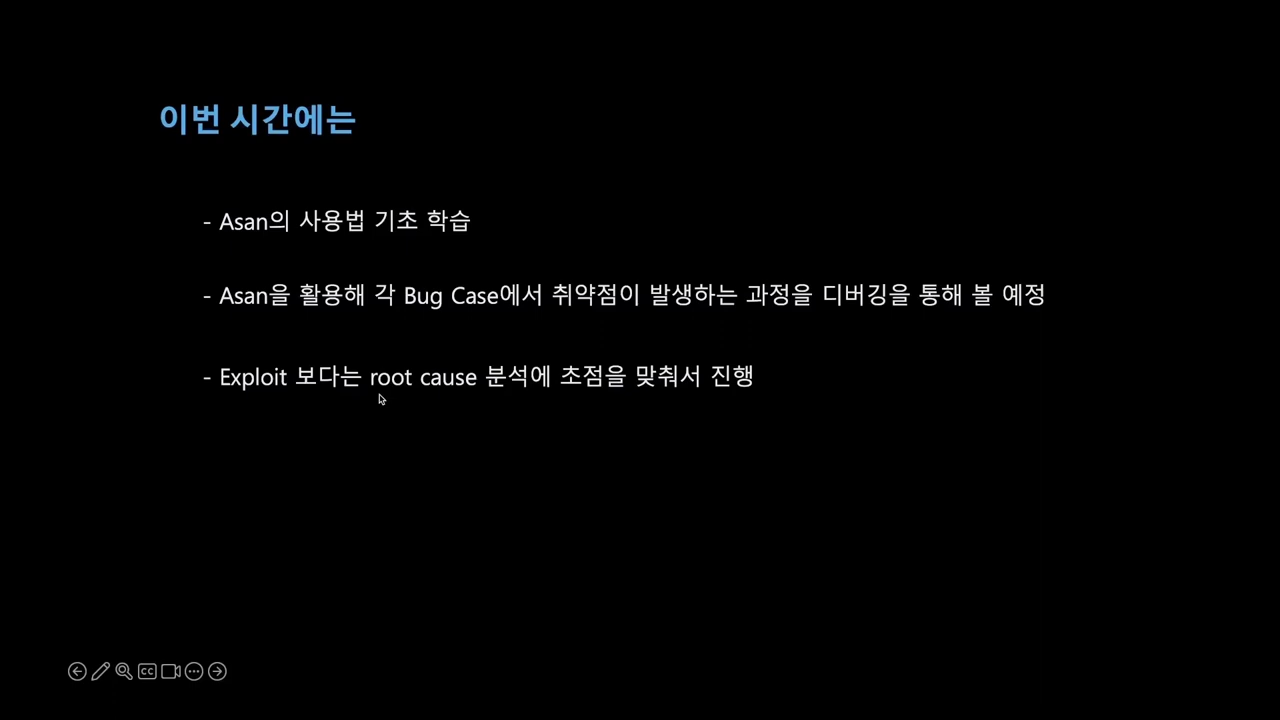 이번 시간에는
- Asan의 사용법 기초 학습
- Asan을 활용해 각 Bug Case에서 취약점이 발생하는 과정을 디버깅을 통해 볼 예정
- Exploit 보다는 root cause 분석에 초점을 맞춰서 진행
CC